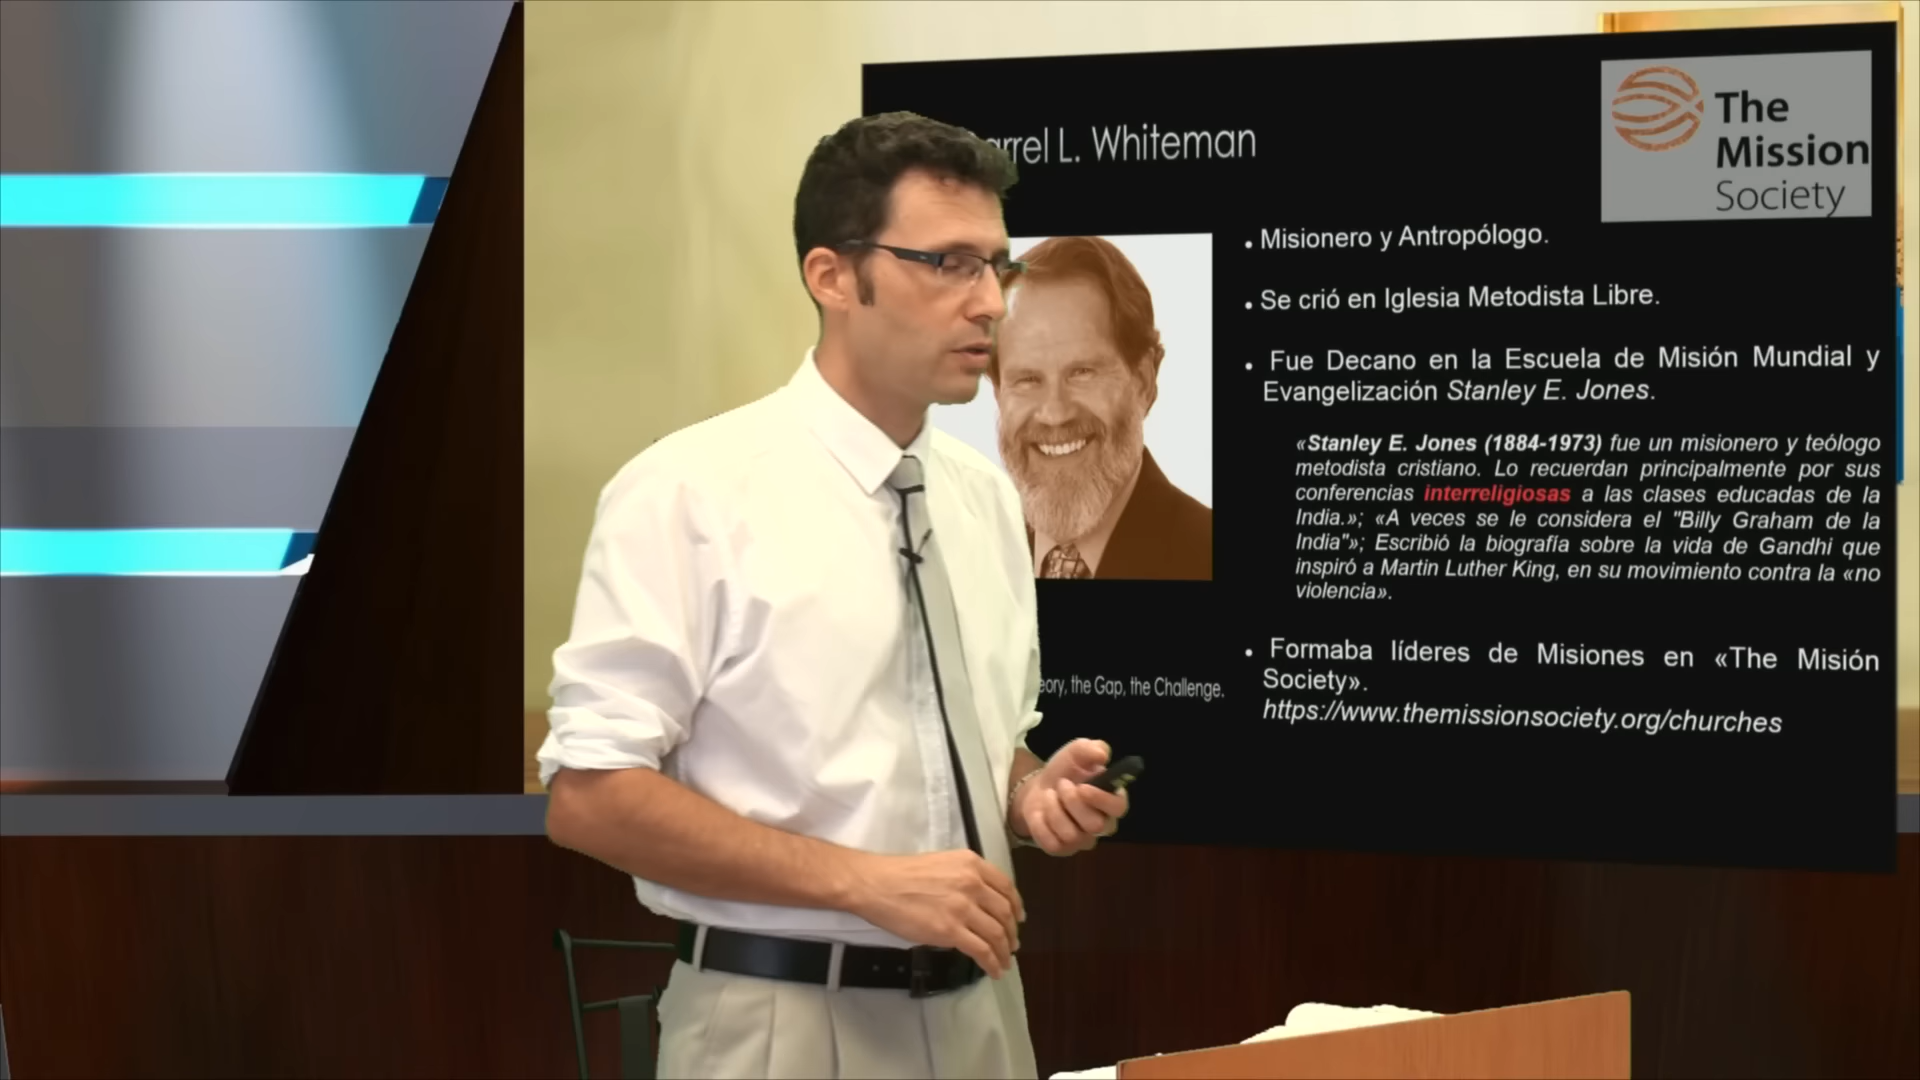 L. Whiteman
The
Mission
Society
• Misionero y Antropólogo.
• Se crió en Iglesia Metodista Libre.
• Fue Decano en la Escuela de Misión Mundial y
Evangelización Stanley E. Jones.
«Stanley E. Jones (1884-1973) fue un misionero y teólogo
metodista cristiano. Lo recuerdan principalmente por sus
conferencias interreligiosas a las clases educadas de la
India.»; «A veces se le considera el "Billy Graham de la
India"»; Escribió la biografía sobre la vida de Gandhi que
inspiró a Martin Luther King, en su movimiento contra la «no
violencia».
• Formaba líderes de Misiones en «The Misión
Society».
https://www.themissionsociety.org/churches
the Gap, the Challenge.